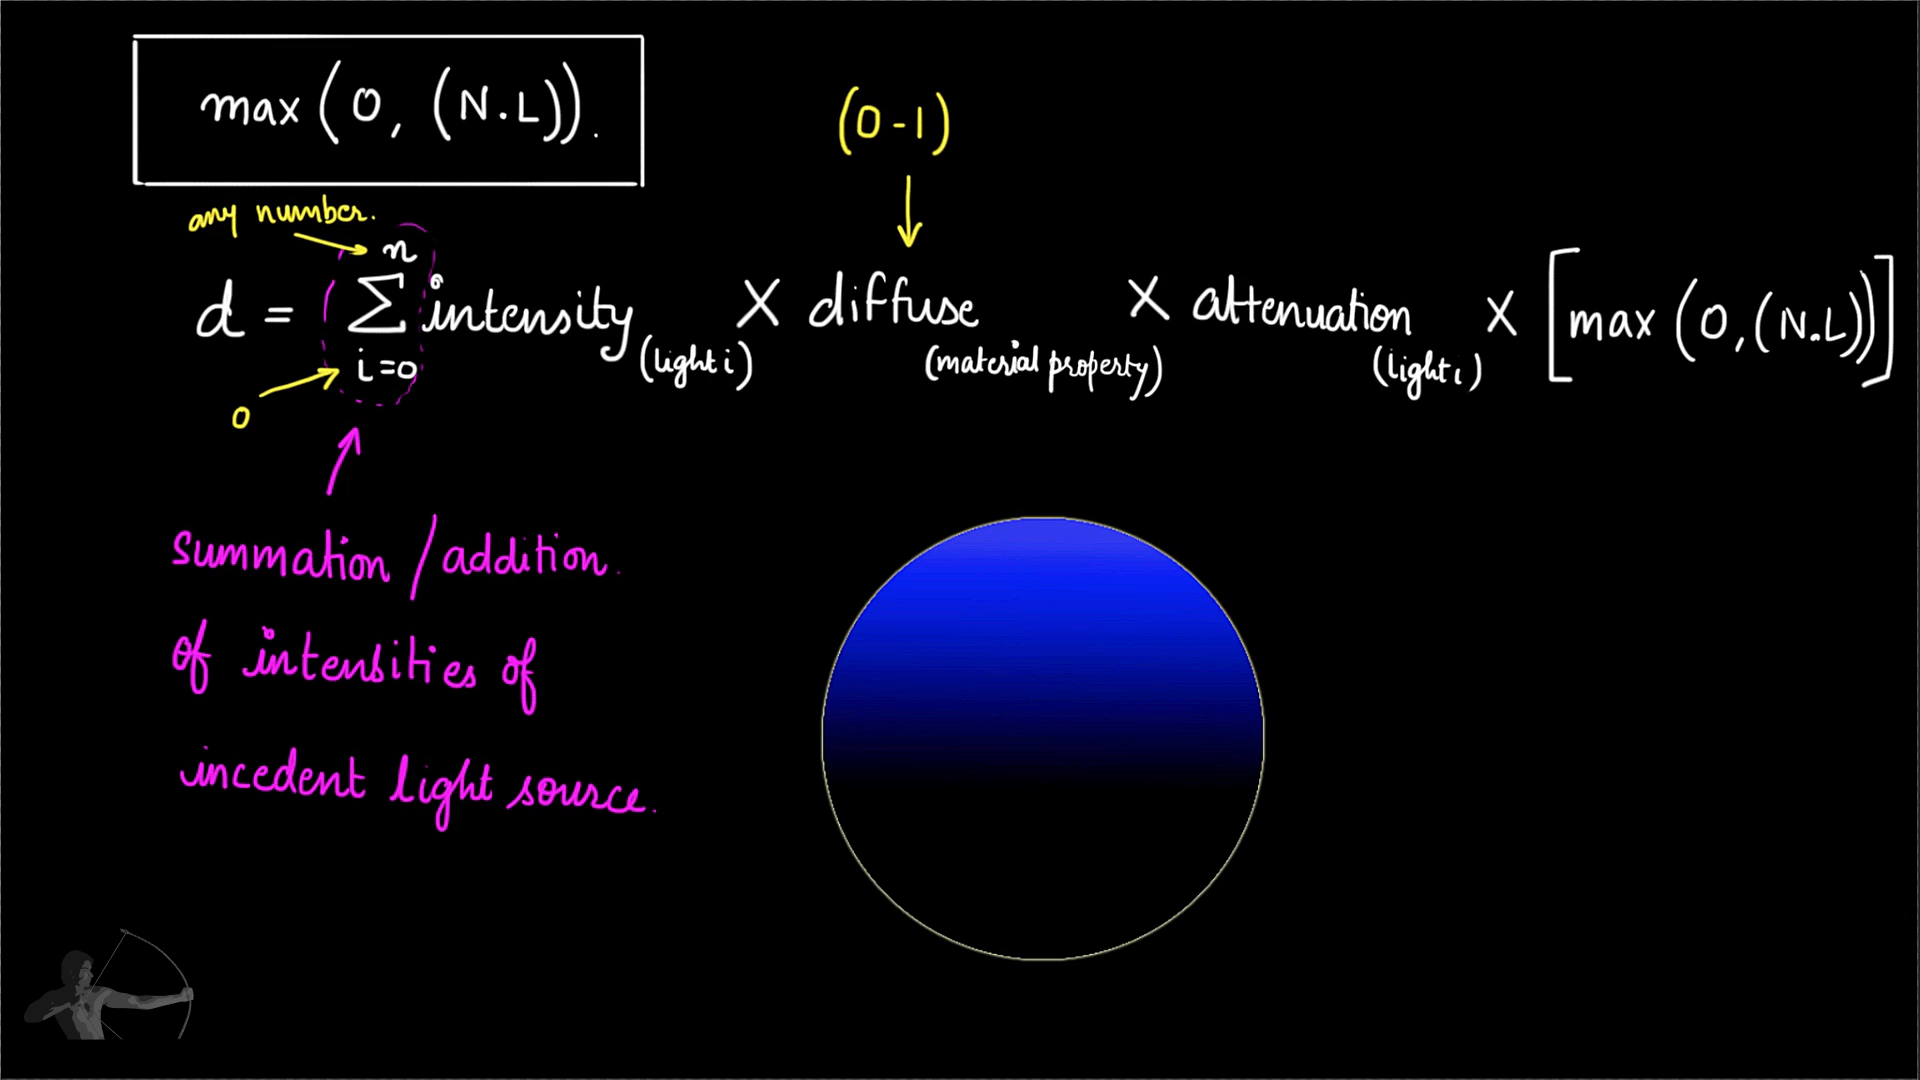 max (0, (N.L)).
(0-1)
any number.
n
d = Σ intensity (light i) X diffuse (material property) X attenuation (light i) X [max (0, (N.L))]
i=0
0
summation / addition.
of intensities of
incedent light source.